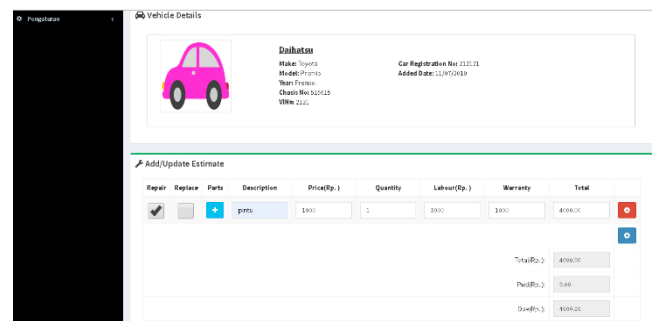 Pengaturan
Vehicle Details
Daihatsu
Make: Toyota
Model: Premio
Year: Premio
Chasis No: 515615
VIN#: 2121
Car Registration No: 212121
Added Date: 11/07/2019
Add/Update Estimate
Repair Replace Parts Description Price(Rp.) Quantity Labour(Rp.) Warranty Total
pintu 1000 1 3000 1000 4000.00
Total(Rp.): 4000.00
Paid(Rp.): 0.00
Due(Rp.): 4000.00